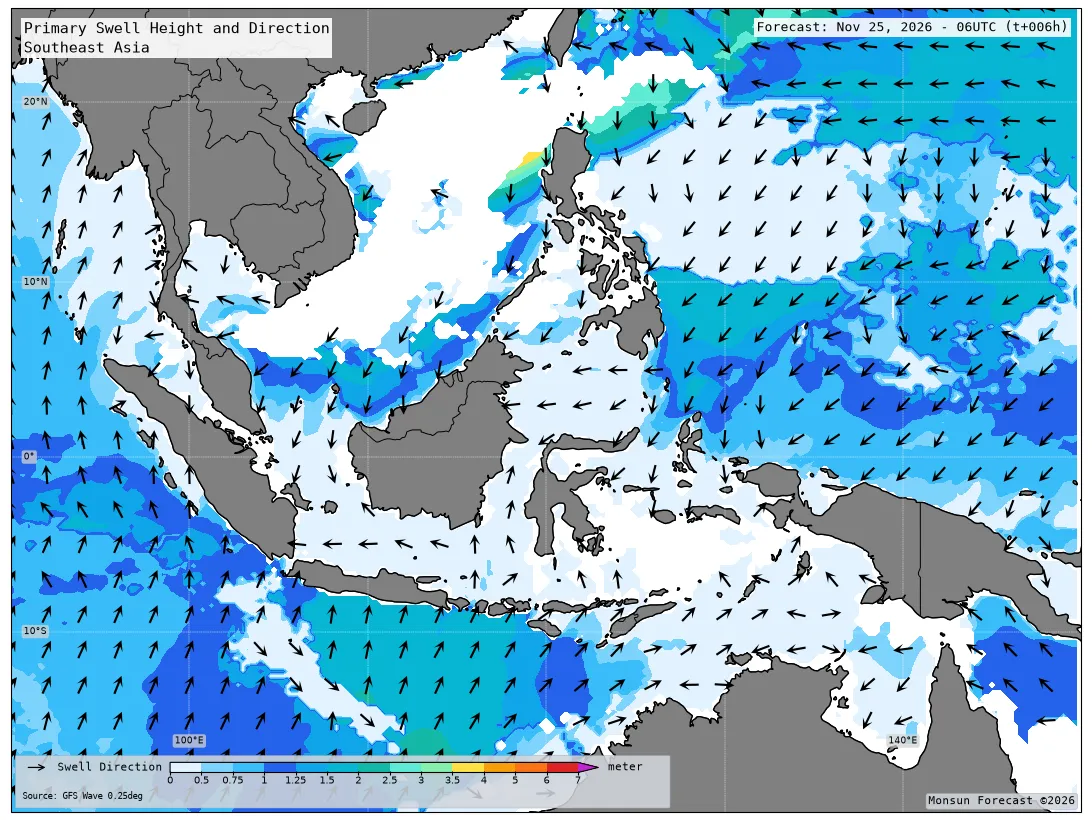 Primary Swell Height and Direction
Southeast Asia
Forecast: Nov 25, 2026 - 06UTC (t+006h)
20°N
10°N
0°
10°S
100°E
140°E
Swell Direction
0 0.5 0.75 1 1.25 1.5 2 2.5 3 3.5 4 5 6 7
meter
Source: GFS Wave 0.25deg
Monsun Forecast ©2026